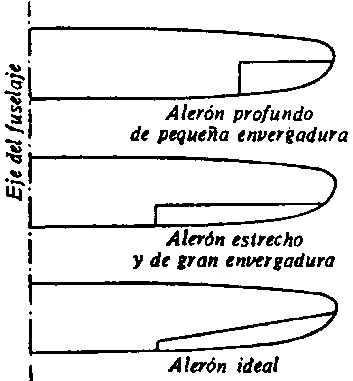 Eje del fuselaje
Alerón profundo
de pequeña envergadura
Alerón estrecho
y de gran envergadura
Alerón ideal